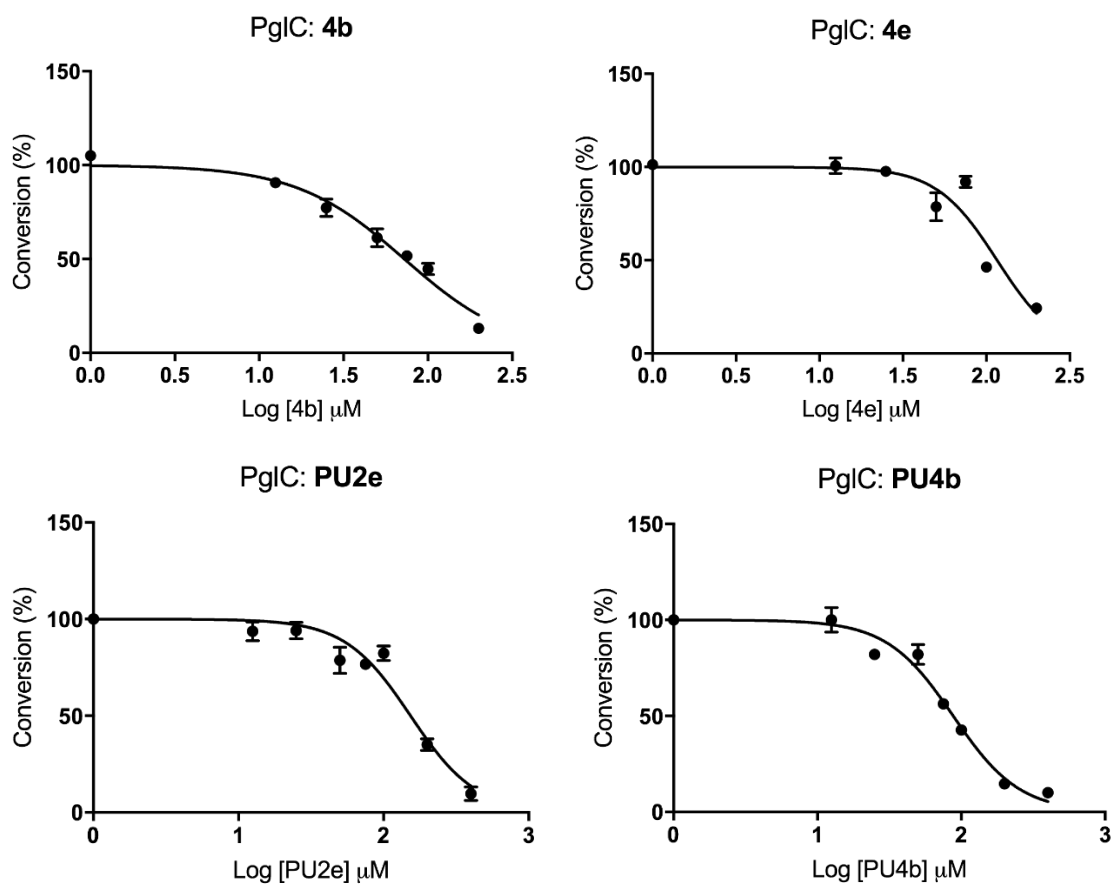 PglC: 4b
150
100
50
0
Conversion (%)
0.0 0.5 1.0 1.5 2.0 2.5
Log [4b] μM
PglC: 4e
150
100
50
0
Conversion (%)
0.0 0.5 1.0 1.5 2.0 2.5
Log [4e] μM
PglC: PU2e
150
100
50
0
Conversion (%)
0 1 2 3
Log [PU2e] μM
PglC: PU4b
150
100
50
0
Conversion (%)
0 1 2 3
Log [PU4b] μM